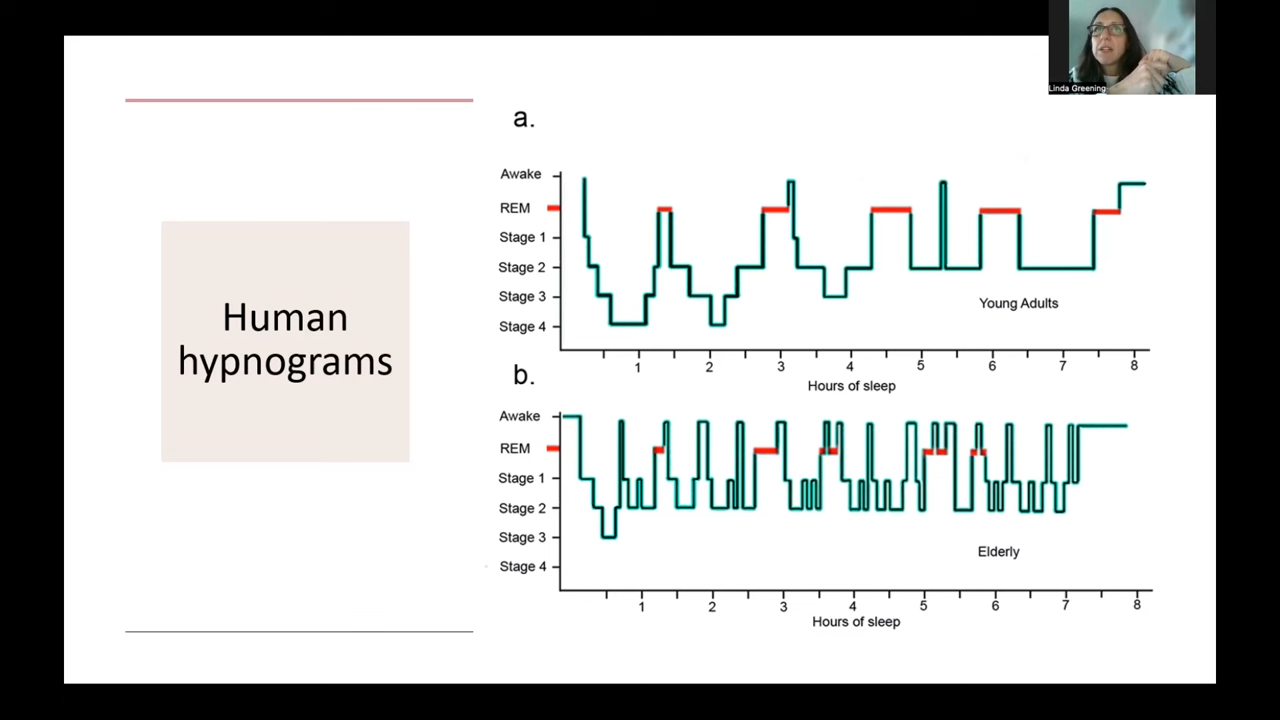 Linda Greening
Human
hypnograms
a.
Awake
REM
Stage 1
Stage 2
Stage 3
Stage 4
Young Adults
1 2 3 4 5 6 7 8
Hours of sleep
b.
Awake
REM
Stage 1
Stage 2
Stage 3
Stage 4
Elderly
1 2 3 4 5 6 7 8
Hours of sleep